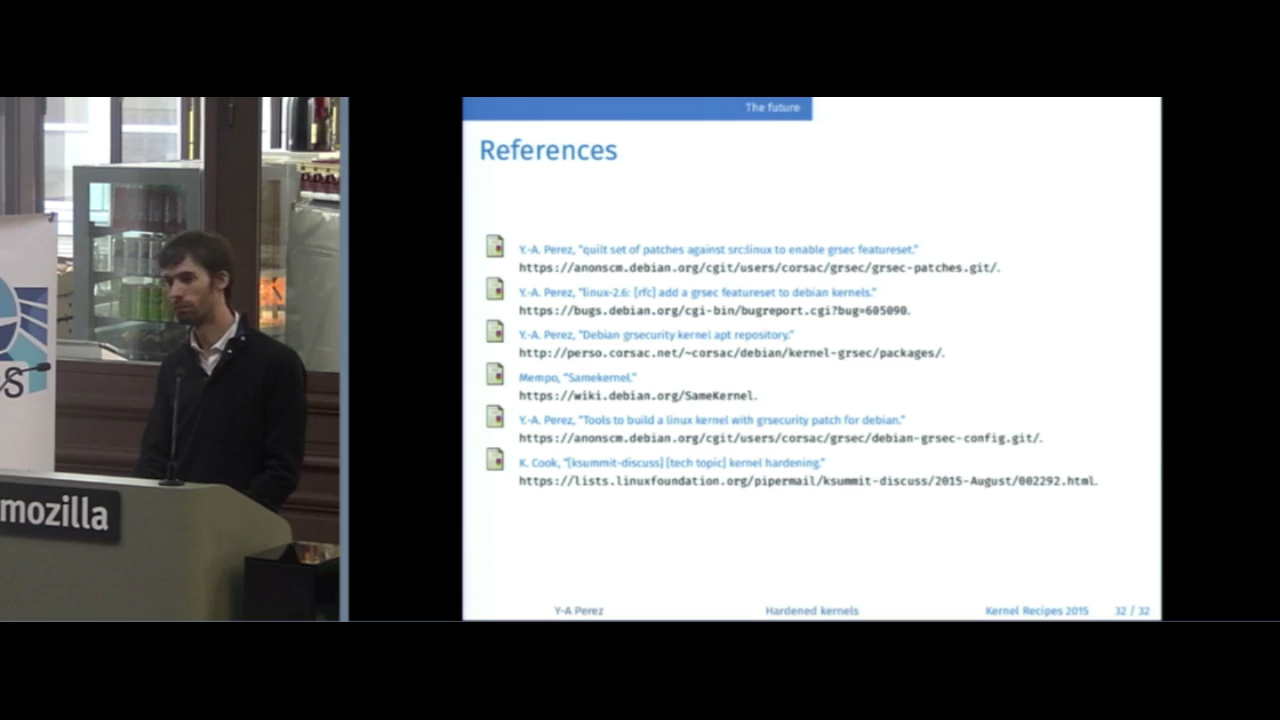 The future
References
Y.-A. Perez, "quilt set of patches against src:linux to enable grsec featureset."
https://anonscm.debian.org/cgit/users/corsac/grsec/grsec-patches.git/.
Y.-A. Perez, "linux-2.6: [rfc] add a grsec featureset to debian kernels."
https://bugs.debian.org/cgi-bin/bugreport.cgi?bug=605090.
Y.-A. Perez, "Debian grsecurity kernel apt repository."
http://perso.corsac.net/~corsac/debian/kernel-grsec/packages/.
Mempo, "Samekernel."
https://wiki.debian.org/SameKernel.
Y.-A. Perez, "Tools to build a linux kernel with grsecurity patch for debian."
https://anonscm.debian.org/cgit/users/corsac/grsec/debian-grsec-config.git/.
K. Cook, "[ksummit-discuss] [tech topic] kernel hardening."
https://lists.linuxfoundation.org/pipermail/ksummit-discuss/2015-August/002292.html.
Y-A Perez Hardened kernels Kernel Recipes 2015 32 / 32
mozilla